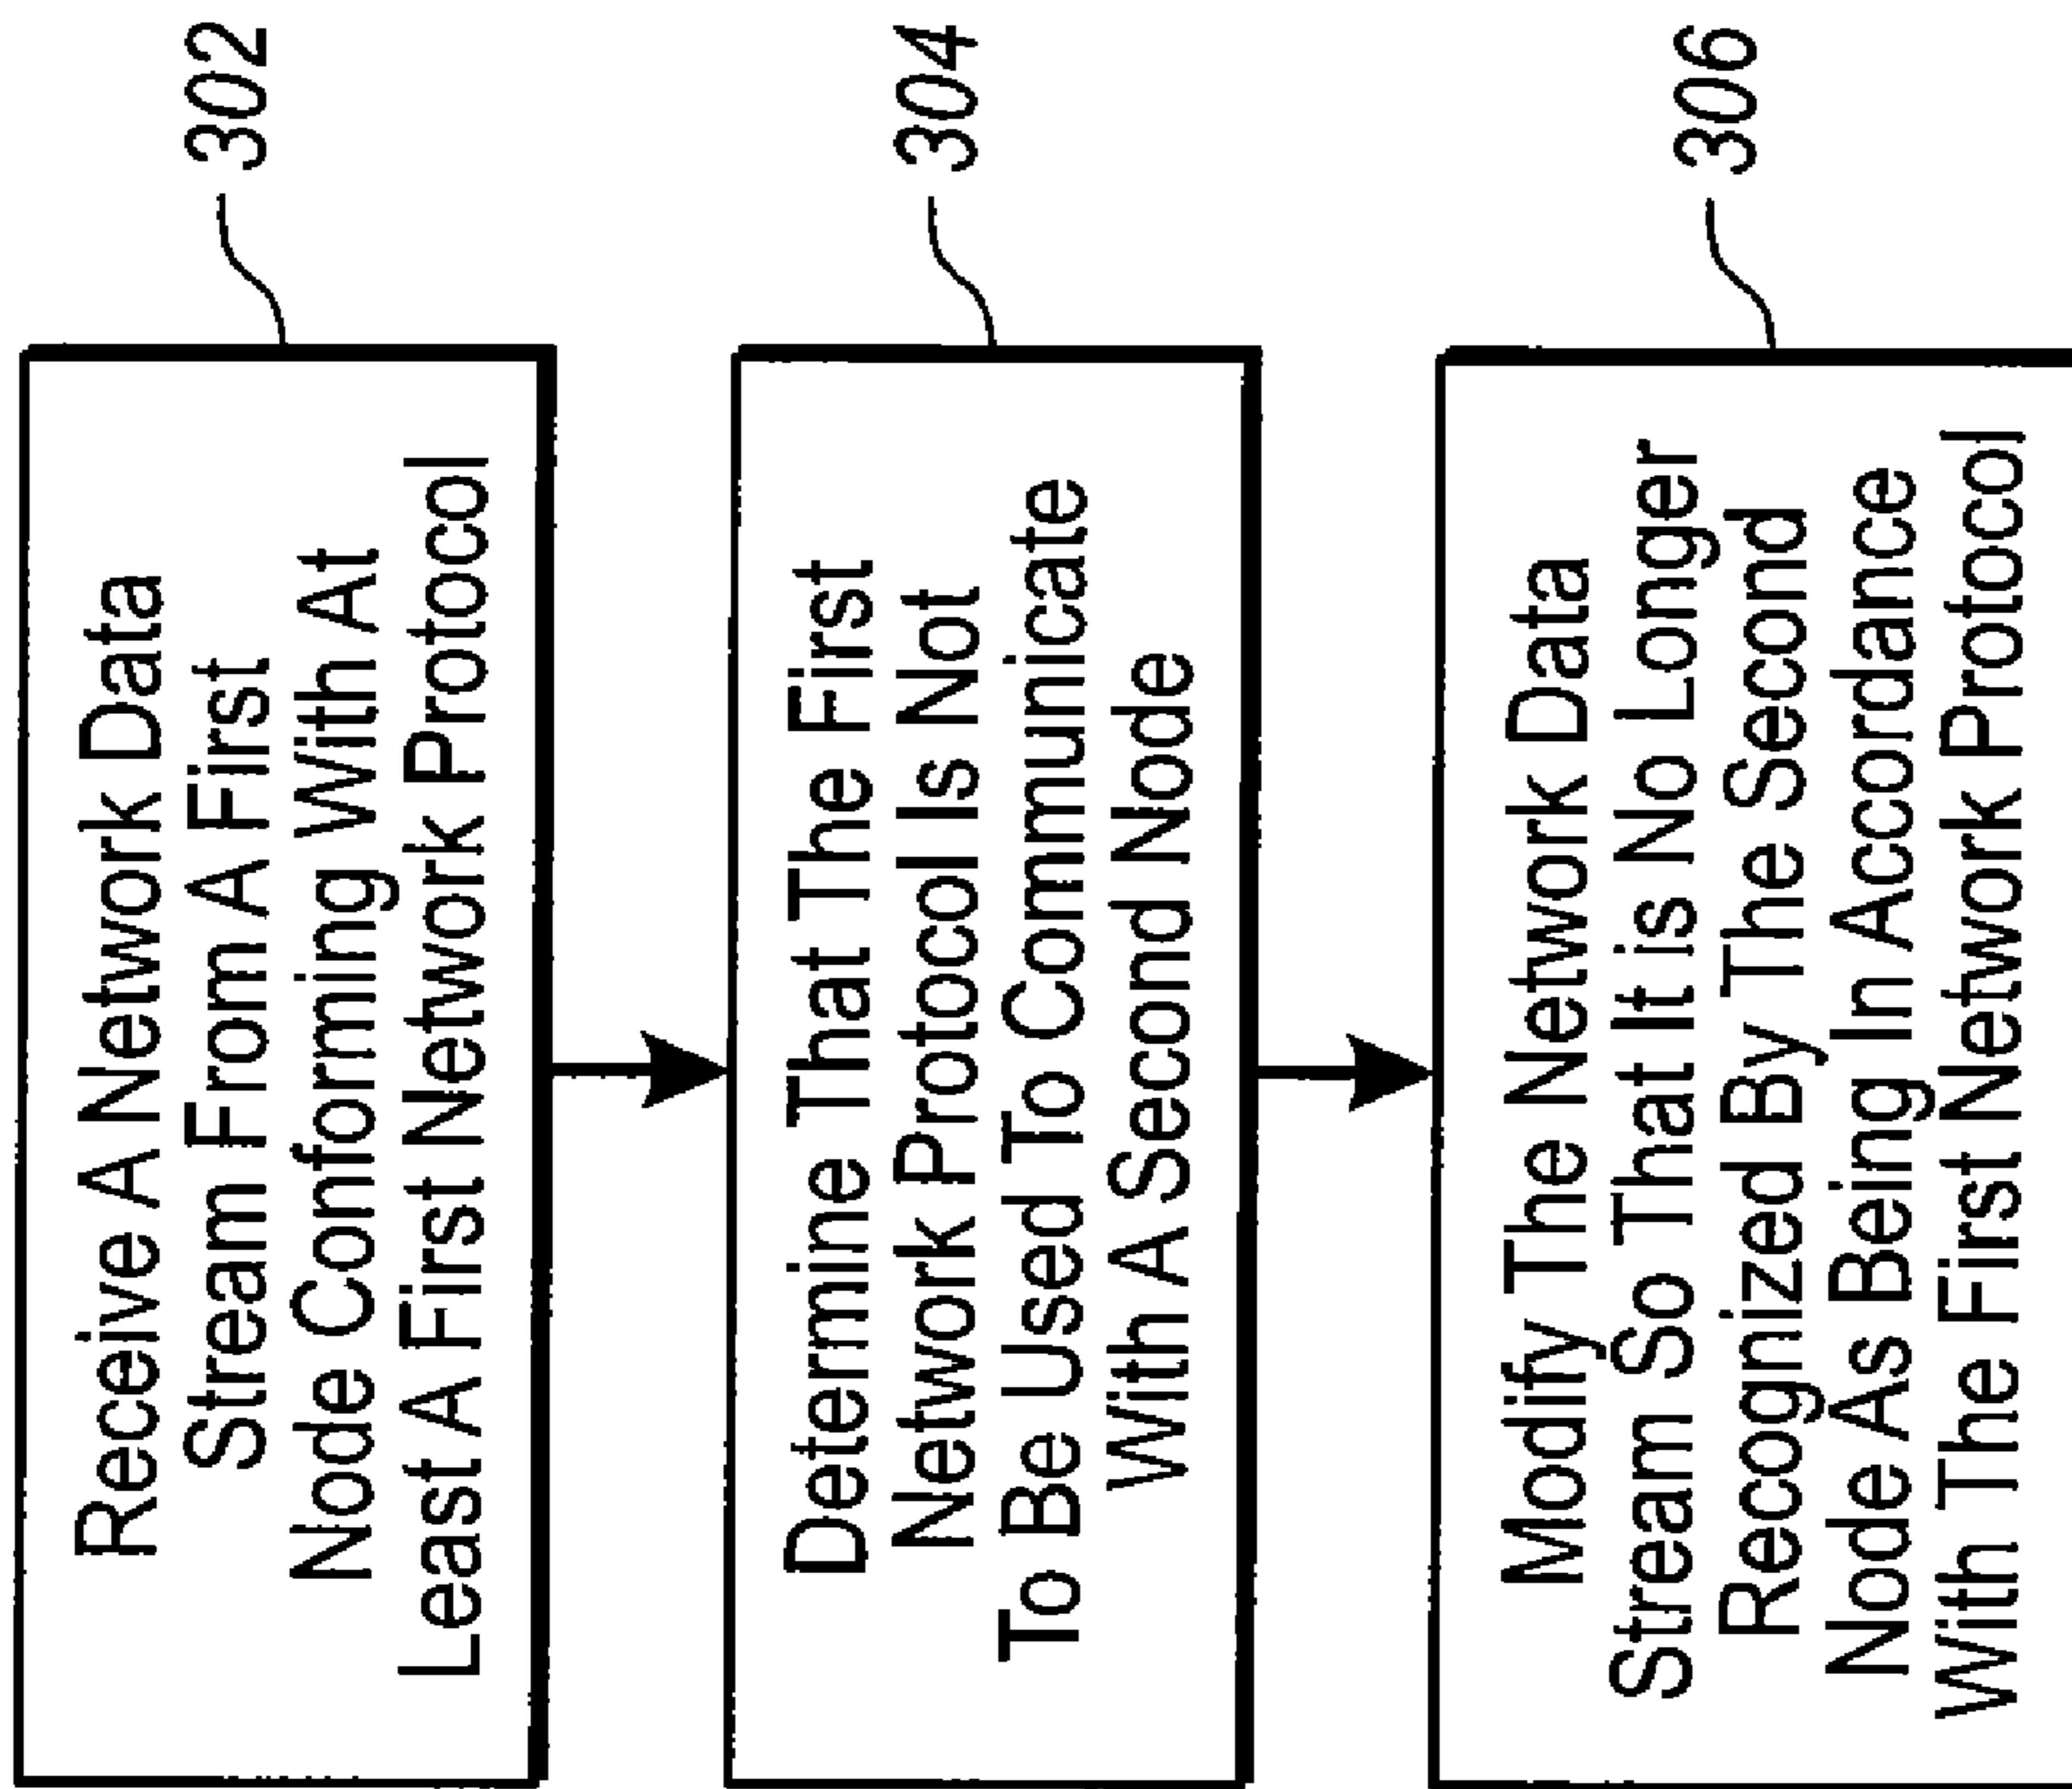 Receive A Network Data
Stream From A First
Node Conforming With At
Least A First Network Protocol
302
Determine That The First
Network Protocol Is Not
To Be Used To Communicate
With A Second Node
304
Modify The Network Data
Stream So That It is No Longer
Recognized By The Second
Node As Being In Accordance
With The First Network Protocol
306